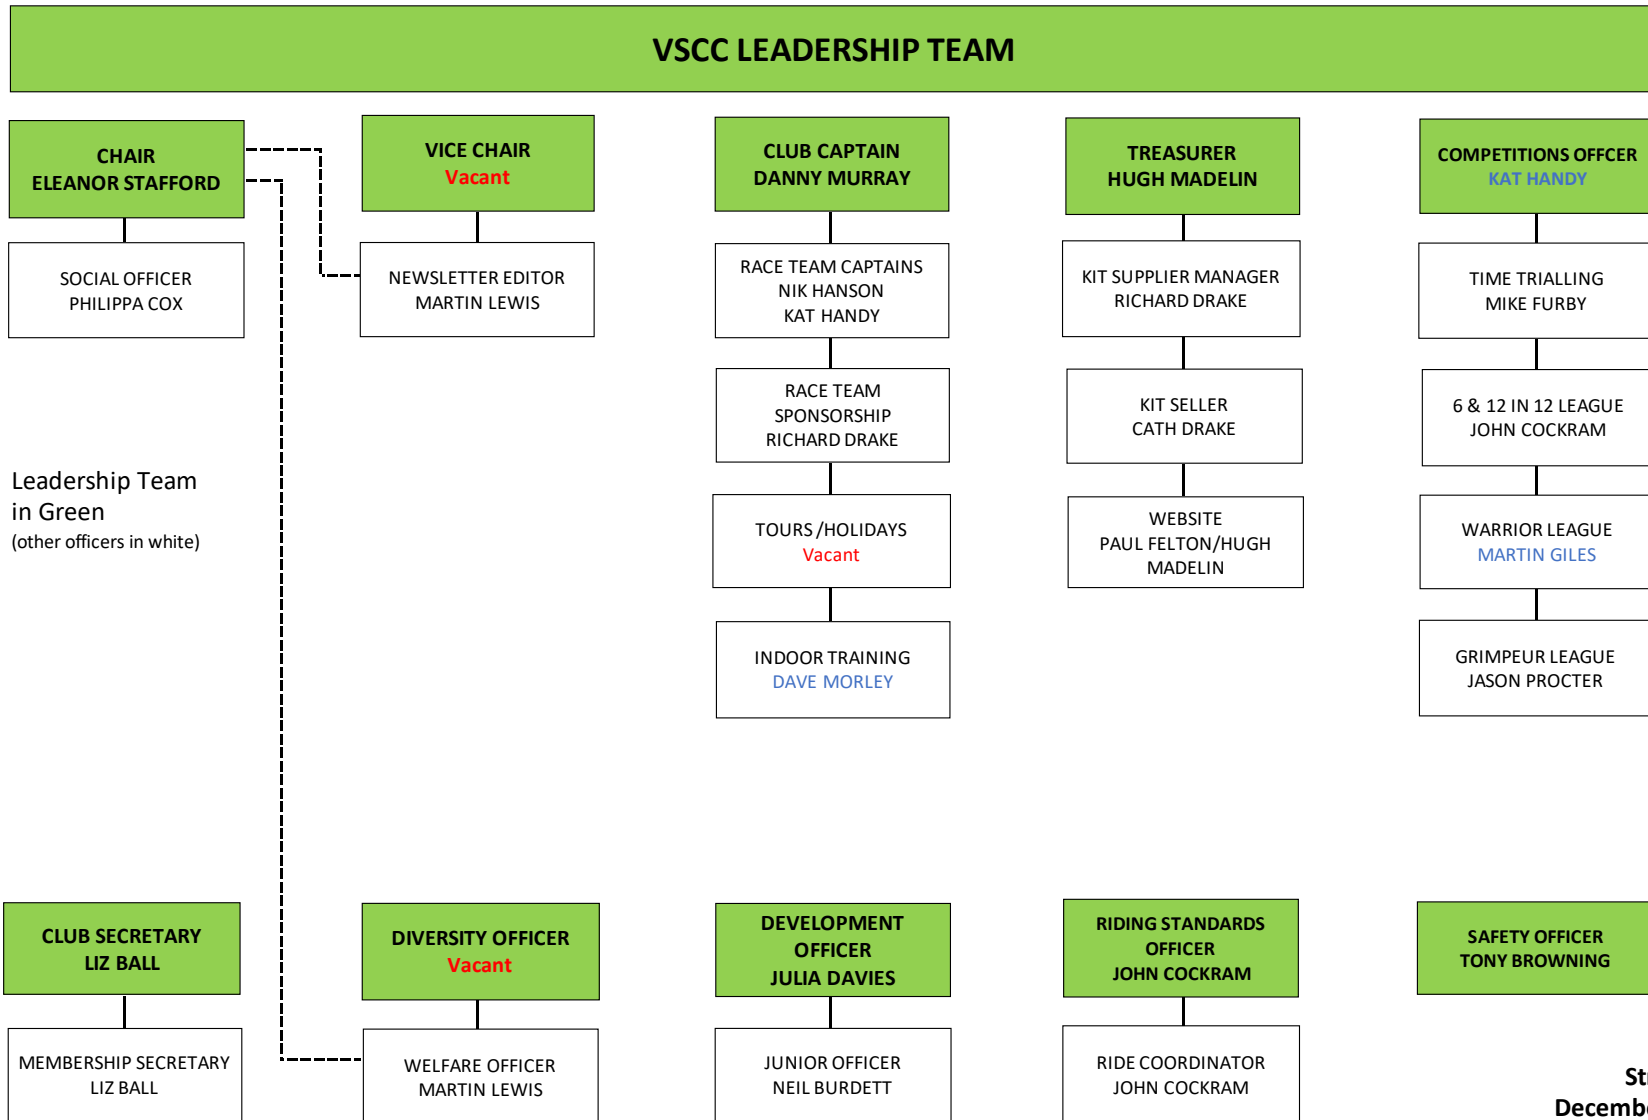 VSCC LEADERSHIP TEAM
CHAIR
ELEANOR STAFFORD
VICE CHAIR
Vacant
CLUB CAPTAIN
DANNY MURRAY
TREASURER
HUGH MADELIN
COMPETITIONS OFFCER
KAT HANDY
SOCIAL OFFICER
PHILIPPA COX
NEWSLETTER EDITOR
MARTIN LEWIS
RACE TEAM CAPTAINS
NIK HANSON
KAT HANDY
KIT SUPPLIER MANAGER
RICHARD DRAKE
TIME TRIALLING
MIKE FURBY
RACE TEAM
SPONSORSHIP
RICHARD DRAKE
KIT SELLER
CATH DRAKE
6 & 12 IN 12 LEAGUE
JOHN COCKRAM
Leadership Team
in Green
(other officers in white)
TOURS /HOLIDAYS
Vacant
WEBSITE
PAUL FELTON/HUGH
MADELIN
WARRIOR LEAGUE
MARTIN GILES
INDOOR TRAINING
DAVE MORLEY
GRIMPEUR LEAGUE
JASON PROCTER
CLUB SECRETARY
LIZ BALL
DIVERSITY OFFICER
Vacant
DEVELOPMENT
OFFICER
JULIA DAVIES
RIDING STANDARDS
OFFICER
JOHN COCKRAM
SAFETY OFFICER
TONY BROWNING
MEMBERSHIP SECRETARY
LIZ BALL
WELFARE OFFICER
MARTIN LEWIS
JUNIOR OFFICER
NEIL BURDETT
RIDE COORDINATOR
JOHN COCKRAM